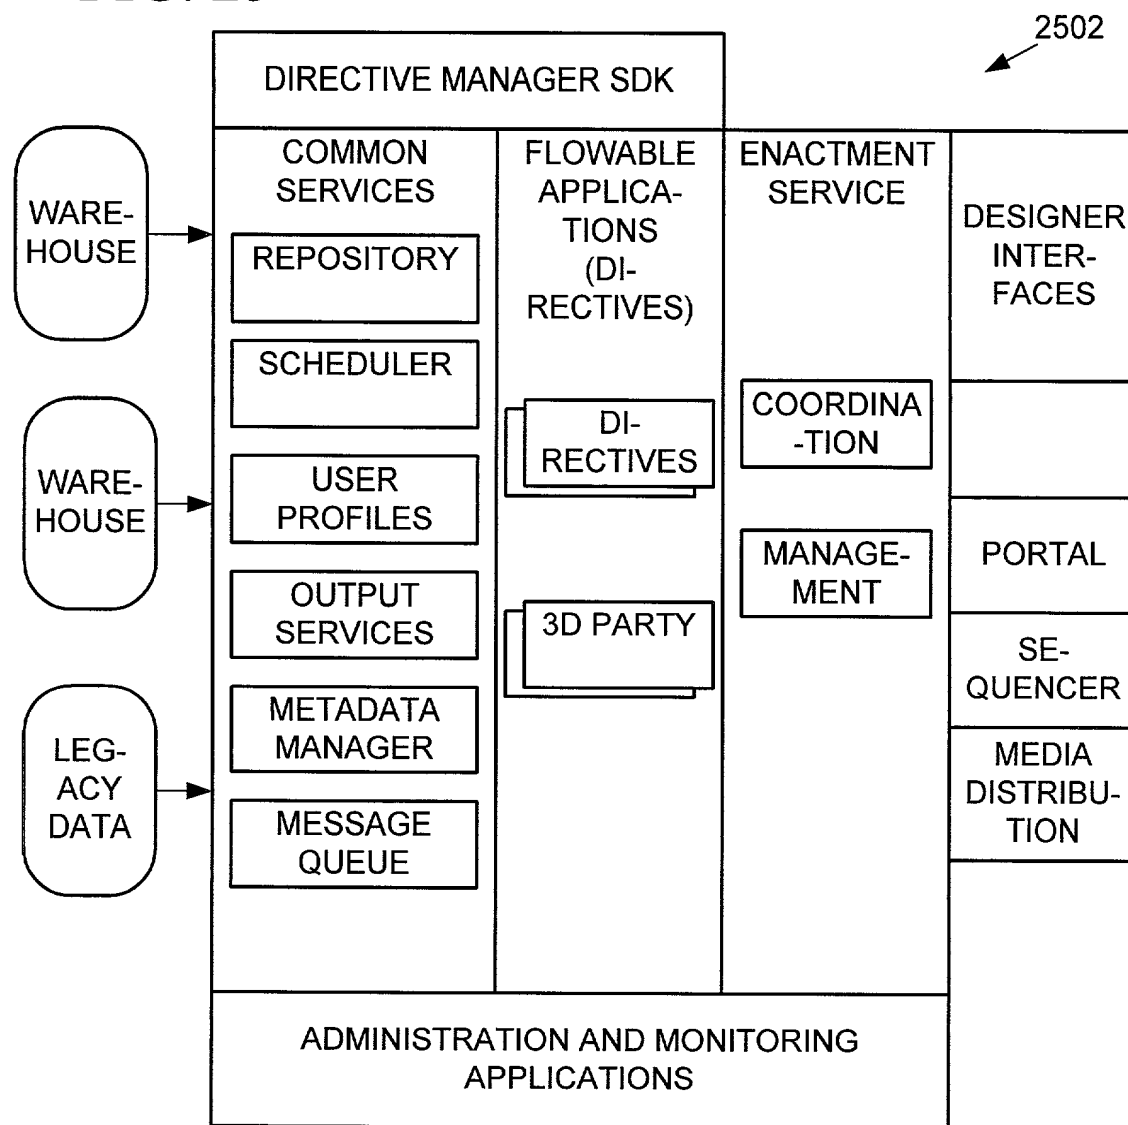 2502
DIRECTIVE MANAGER SDK
WARE-
HOUSE
WARE-
HOUSE
LEG-
ACY
DATA
COMMON
SERVICES
REPOSITORY
SCHEDULER
USER
PROFILES
OUTPUT
SERVICES
METADATA
MANAGER
MESSAGE
QUEUE
FLOWABLE
APPLICA-
TIONS
(DI-
RECTIVES)
DI-
RECTIVES
3D PARTY
ENACTMENT
SERVICE
COORDINA
-TION
MANAGE-
MENT
DESIGNER
INTER-
FACES
PORTAL
SE-
QUENCER
MEDIA
DISTRIBU-
TION
ADMINISTRATION AND MONITORING
APPLICATIONS